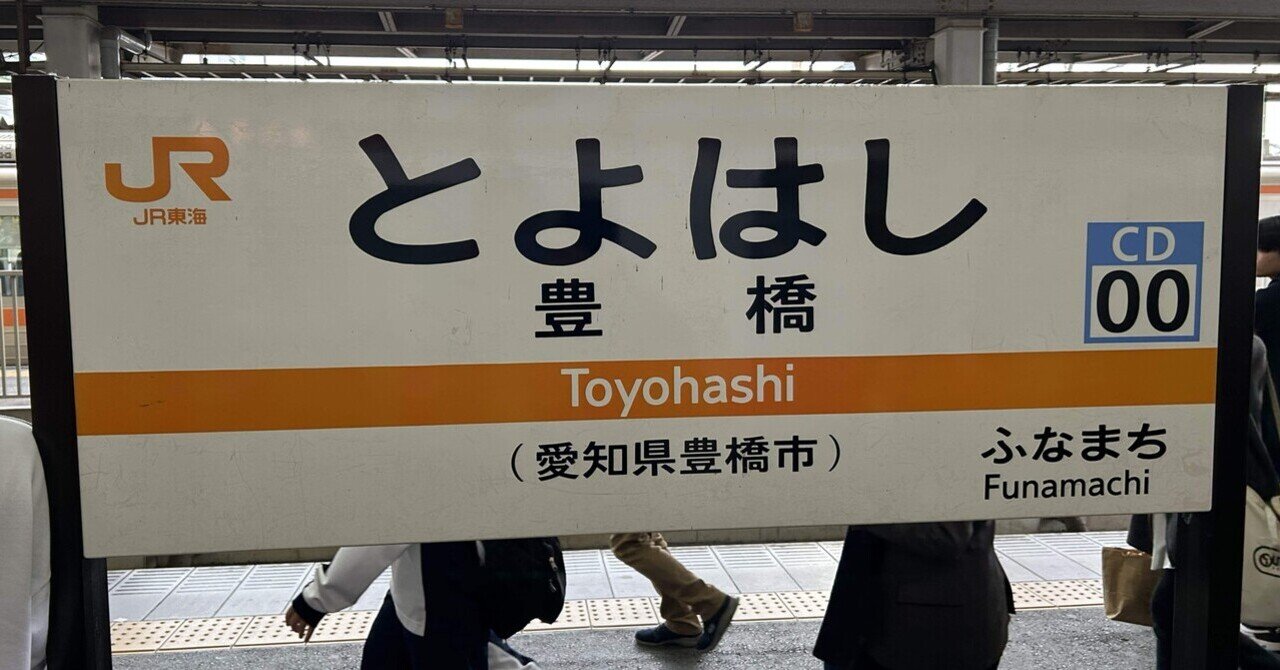 JR
JR東海
とよはし
豊橋
CD
00
Toyohashi
(愛知県豊橋市)
ふなまち
Funamachi